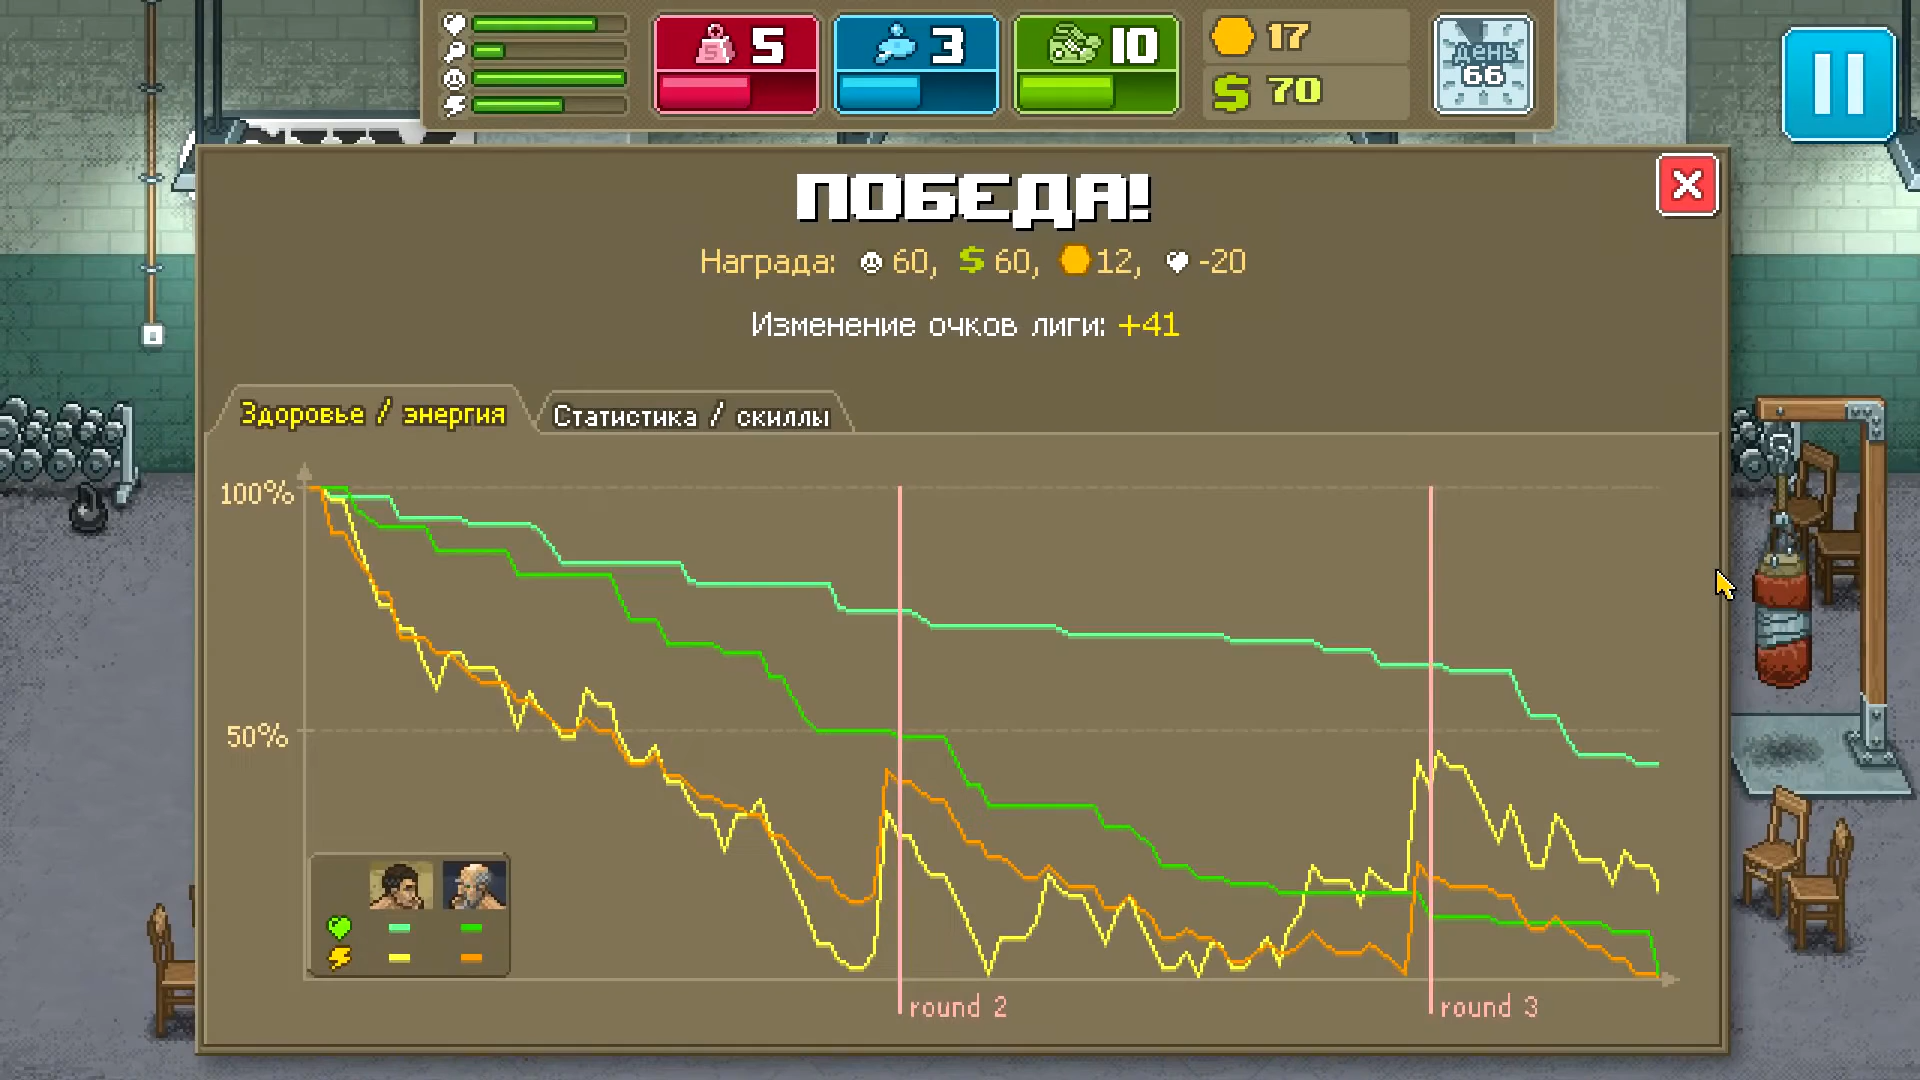 5
5
3
10
17
70
день
66
ПОБЕДА!
Награда: 60, $ 60, 12, -20
Изменение очков лиги: +41
Здоровье / энергия
Статистика / скиллы
100%
50%
round 2
round 3